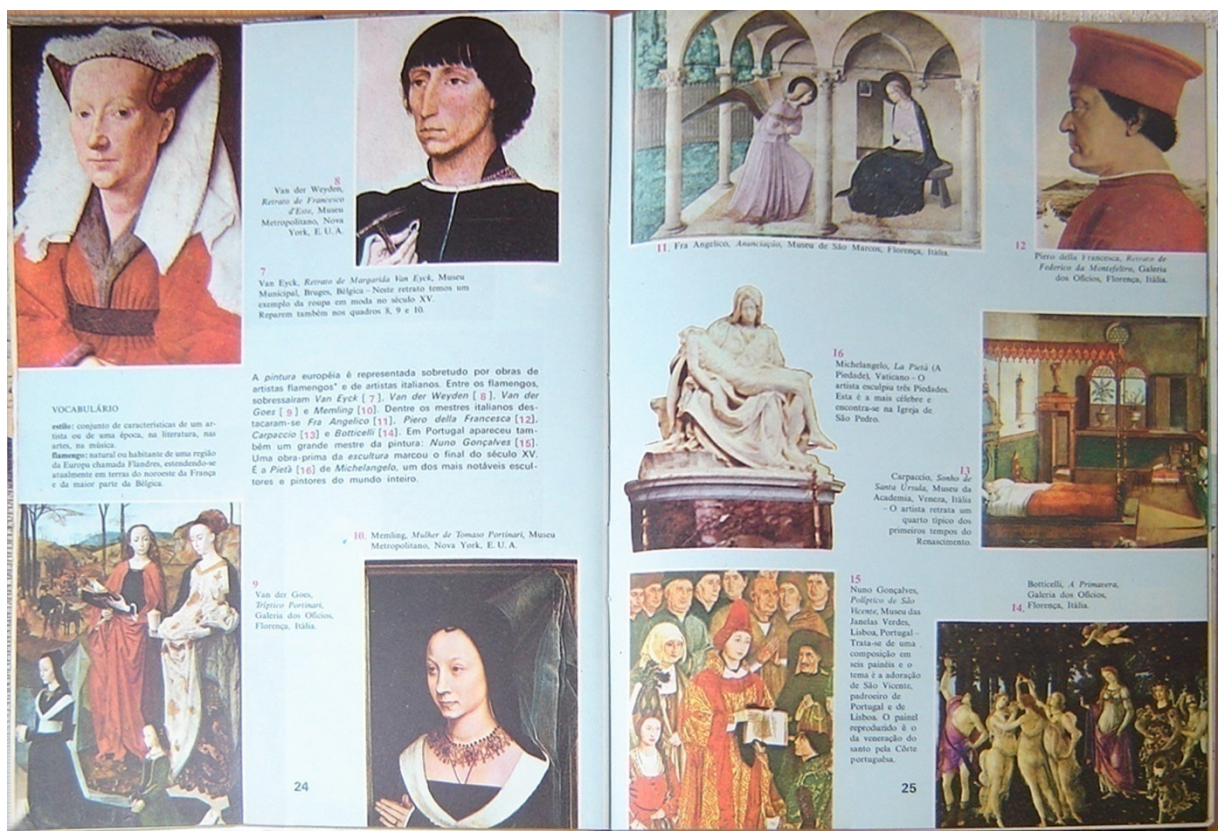 8
Van der Weyden,
Retrato de Francesco
d'Este, Museu
Metropolitano, Nova
York, E. U. A.
7
Van Eyck, Retrato de Margarida Van Eyck, Museu
Municipal, Bruges, Bélgica – Neste retrato temos um
exemplo da roupa em moda no século XV.
Reparem também nos quadros 8, 9 e 10.
A pintura européia é representada sobretudo por obras de
artistas flamengos* e de artistas italianos. Entre os flamengos,
sobressaíram Van Eyck [7], Van der Weyden [8], Van der
Goes [9] e Memling [10]. Dentre os mestres italianos des-
tacaram-se Fra Angelico [11], Piero della Francesca [12],
Carpaccio [13] e Botticelli [14]. Em Portugal apareceu tam-
bém um grande mestre da pintura: Nuno Gonçalves [15].
Uma obra-prima da escultura marcou o final do século XV.
É a Pietà [16] de Michelangelo, um dos mais notáveis escul-
tores e pintores do mundo inteiro.
VOCABULÁRIO
estilo: conjunto de características de um ar-
tista ou de uma época, na literatura, nas
artes, na música.
flamengo: natural ou habitante de uma região
da Europa chamada Flandres, estendendo-se
atualmente em terras do noroeste da França
e da maior parte da Bélgica.
10. Memling, Mulher de Tomaso Portinari, Museu
Metropolitano, Nova York, E. U. A.
9
Van der Goes,
Tríptico Portinari,
Galeria dos Ofícios,
Florença, Itália.
24
11. Fra Angelico, Anunciação, Museu de São Marcos, Florença, Itália.
12
Piero della Francesca, Retrato de
Federico da Montefeltro, Galeria
dos Ofícios, Florença, Itália.
16
Michelangelo, La Pietà (A
Piedade), Vaticano – O
artista esculpiu três Piedades.
Esta é a mais célebre e
encontra-se na Igreja de
São Pedro.
13
Carpaccio, Sonho de
Santa Úrsula, Museu da
Academia, Veneza, Itália
– O artista retrata um
quarto típico dos
primeiros tempos do
Renascimento.
15
Nuno Gonçalves,
Políptico de São
Vicente, Museu das
Janelas Verdes,
Lisboa, Portugal –
Trata-se de uma
composição em
seis painéis e o
tema é a adoração
de São Vicente,
padroeiro de
Portugal e de
Lisboa. O painel
reproduzido é o
da veneração do
santo pela Côrte
portuguêsa.
Botticelli, A Primavera,
Galeria dos Ofícios,
14. Florença, Itália.
25